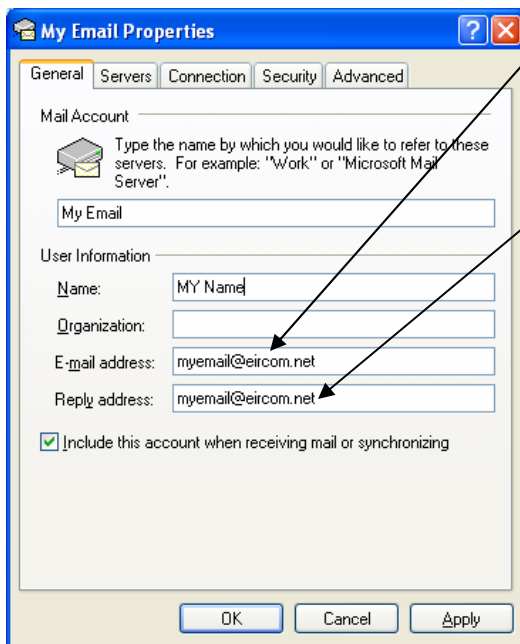 My Email Properties
General Servers Connection Security Advanced
Mail Account
Type the name by which you would like to refer to these
servers. For example: "Work" or "Microsoft Mail
Server".
My Email
User Information
Name: MY Name
Organization:
E-mail address: myemail@eircom.net
Reply address: myemail@eircom.net
Include this account when receiving mail or synchronizing
OK Cancel Apply